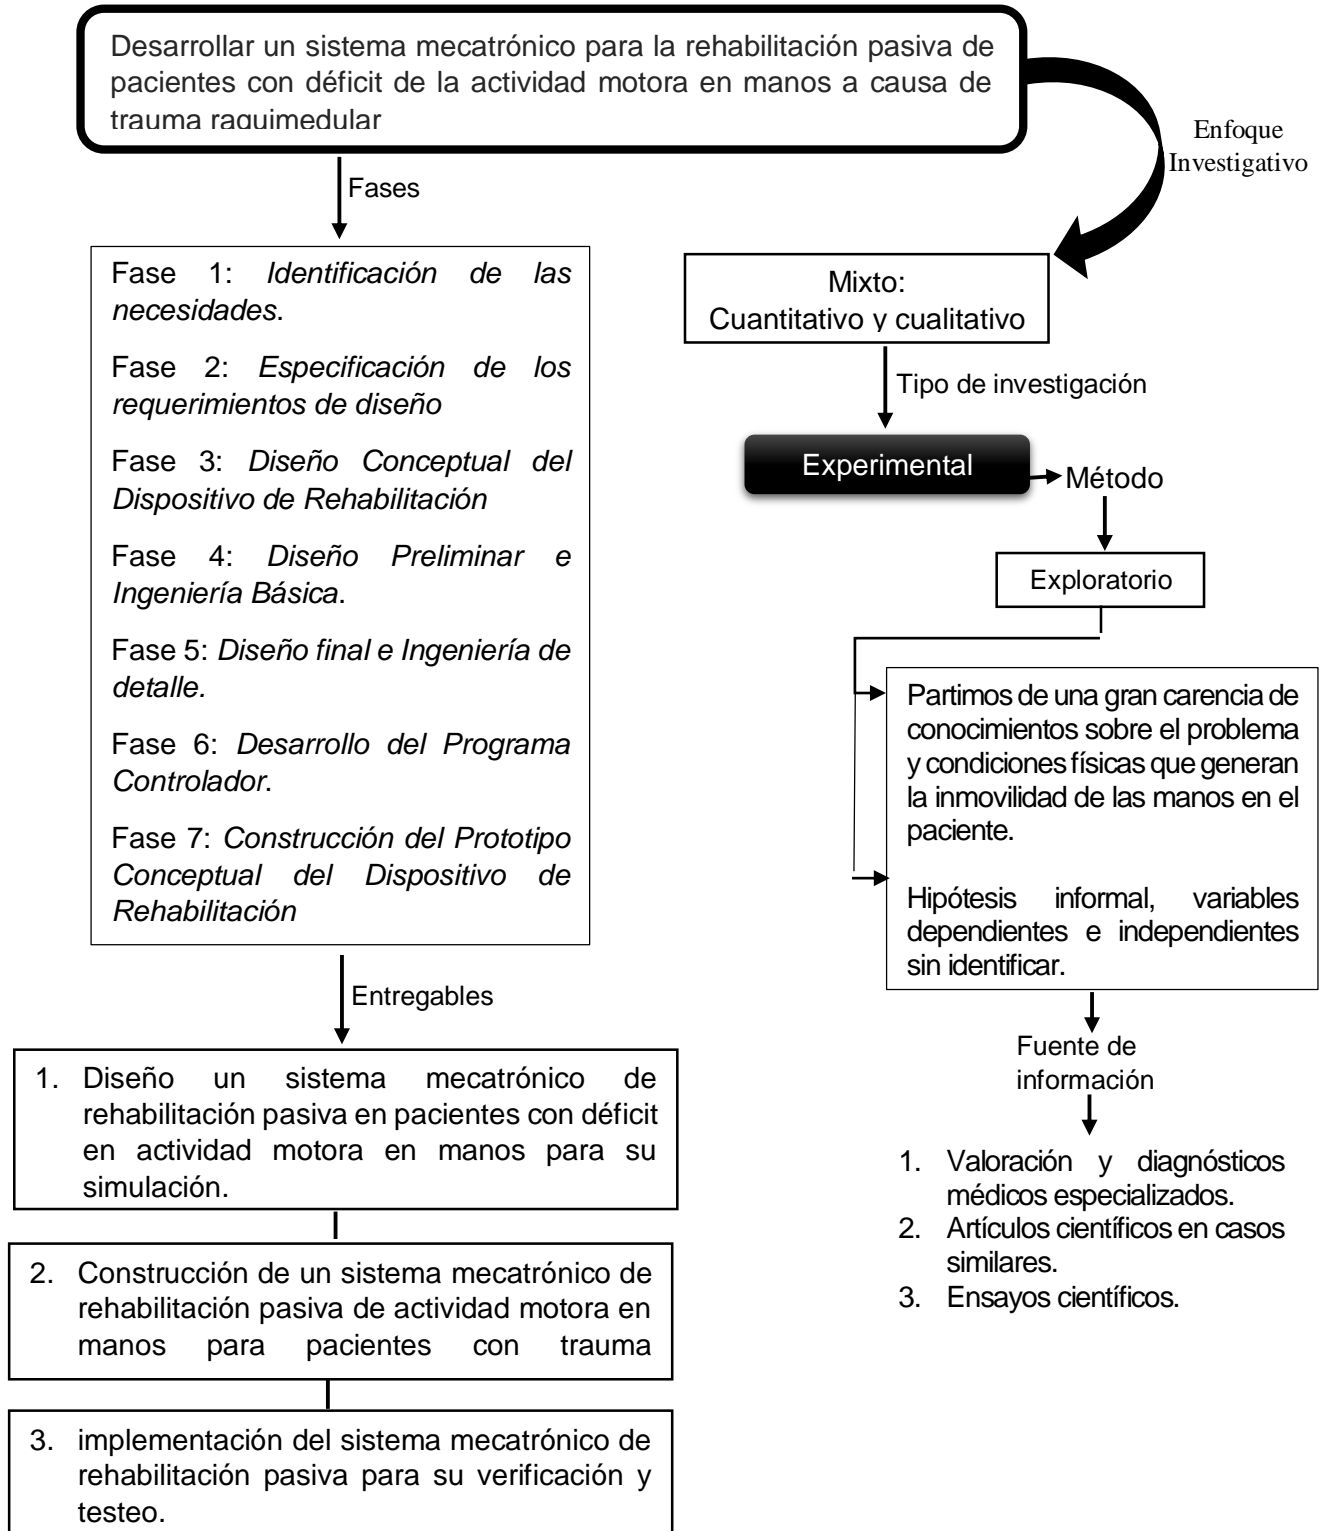 Desarrollar un sistema mecatrónico para la rehabilitación pasiva de
pacientes con déficit de la actividad motora en manos a causa de
trauma raquimedular
Enfoque
Investigativo
Fases
Fase 1: Identificación de las
necesidades.
Fase 2: Especificación de los
requerimientos de diseño
Fase 3: Diseño Conceptual del
Dispositivo de Rehabilitación
Fase 4: Diseño Preliminar e
Ingeniería Básica.
Fase 5: Diseño final e Ingeniería de
detalle.
Fase 6: Desarrollo del Programa
Controlador.
Fase 7: Construcción del Prototipo
Conceptual del Dispositivo de
Rehabilitación
Entregables
1. Diseño un sistema mecatrónico de
rehabilitación pasiva en pacientes con déficit
en actividad motora en manos para su
simulación.
2. Construcción de un sistema mecatrónico de
rehabilitación pasiva de actividad motora en
manos para pacientes con trauma
3. implementación del sistema mecatrónico de
rehabilitación pasiva para su verificación y
testeo.
Mixto:
Cuantitativo y cualitativo
Tipo de investigación
Experimental
Método
Exploratorio
Partimos de una gran carencia de
conocimientos sobre el problema
y condiciones físicas que generan
la inmovilidad de las manos en el
paciente.
Hipótesis informal, variables
dependientes e independientes
sin identificar.
Fuente de
información
1. Valoración y diagnósticos
médicos especializados.
2. Artículos científicos en casos
similares.
3. Ensayos científicos.